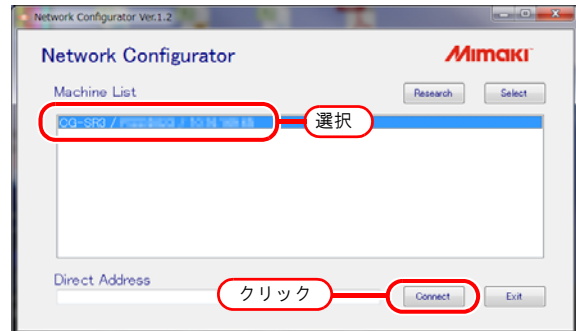 Network Configurator Ver.1.2
Network Configurator
Mimaki
Machine List
Research
Select
CG-SR3 /
選択
Direct Address
クリック
Connect
Exit